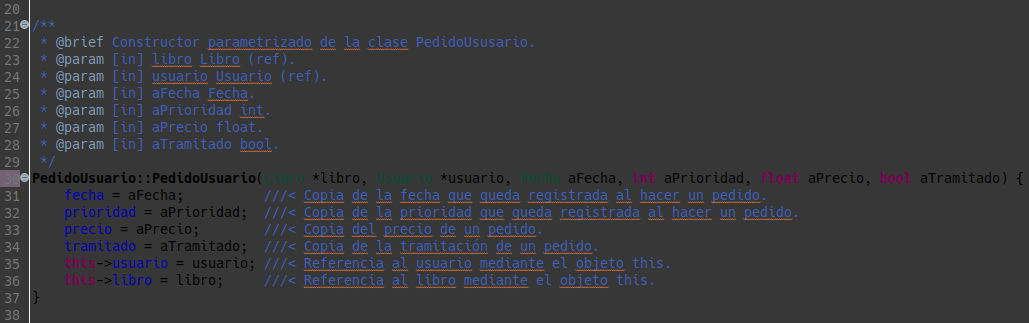 20
21 /**
22 * @brief Constructor parametrizado de la clase PedidoUsusario.
23 * @param [in] libro Libro (ref).
24 * @param [in] usuario Usuario (ref).
25 * @param [in] aFecha Fecha.
26 * @param [in] aPrioridad int.
27 * @param [in] aPrecio float.
28 * @param [in] aTramitado bool.
29 */
30 PedidoUsuario::PedidoUsuario(Libro *libro, Usuario *usuario, Fecha aFecha, int aPrioridad, float aPrecio, bool aTramitado) {
31 fecha = aFecha; ///< Copia de la fecha que queda registrada al hacer un pedido.
32 prioridad = aPrioridad; ///< Copia de la prioridad que queda registrada al hacer un pedido.
33 precio = aPrecio; ///< Copia del precio de un pedido.
34 tramitado = aTramitado; ///< Copia de la tramitación de un pedido.
35 this->usuario = usuario; ///< Referencia al usuario mediante el objeto this.
36 this->libro = libro; ///< Referencia al libro mediante el objeto this.
37 }
38